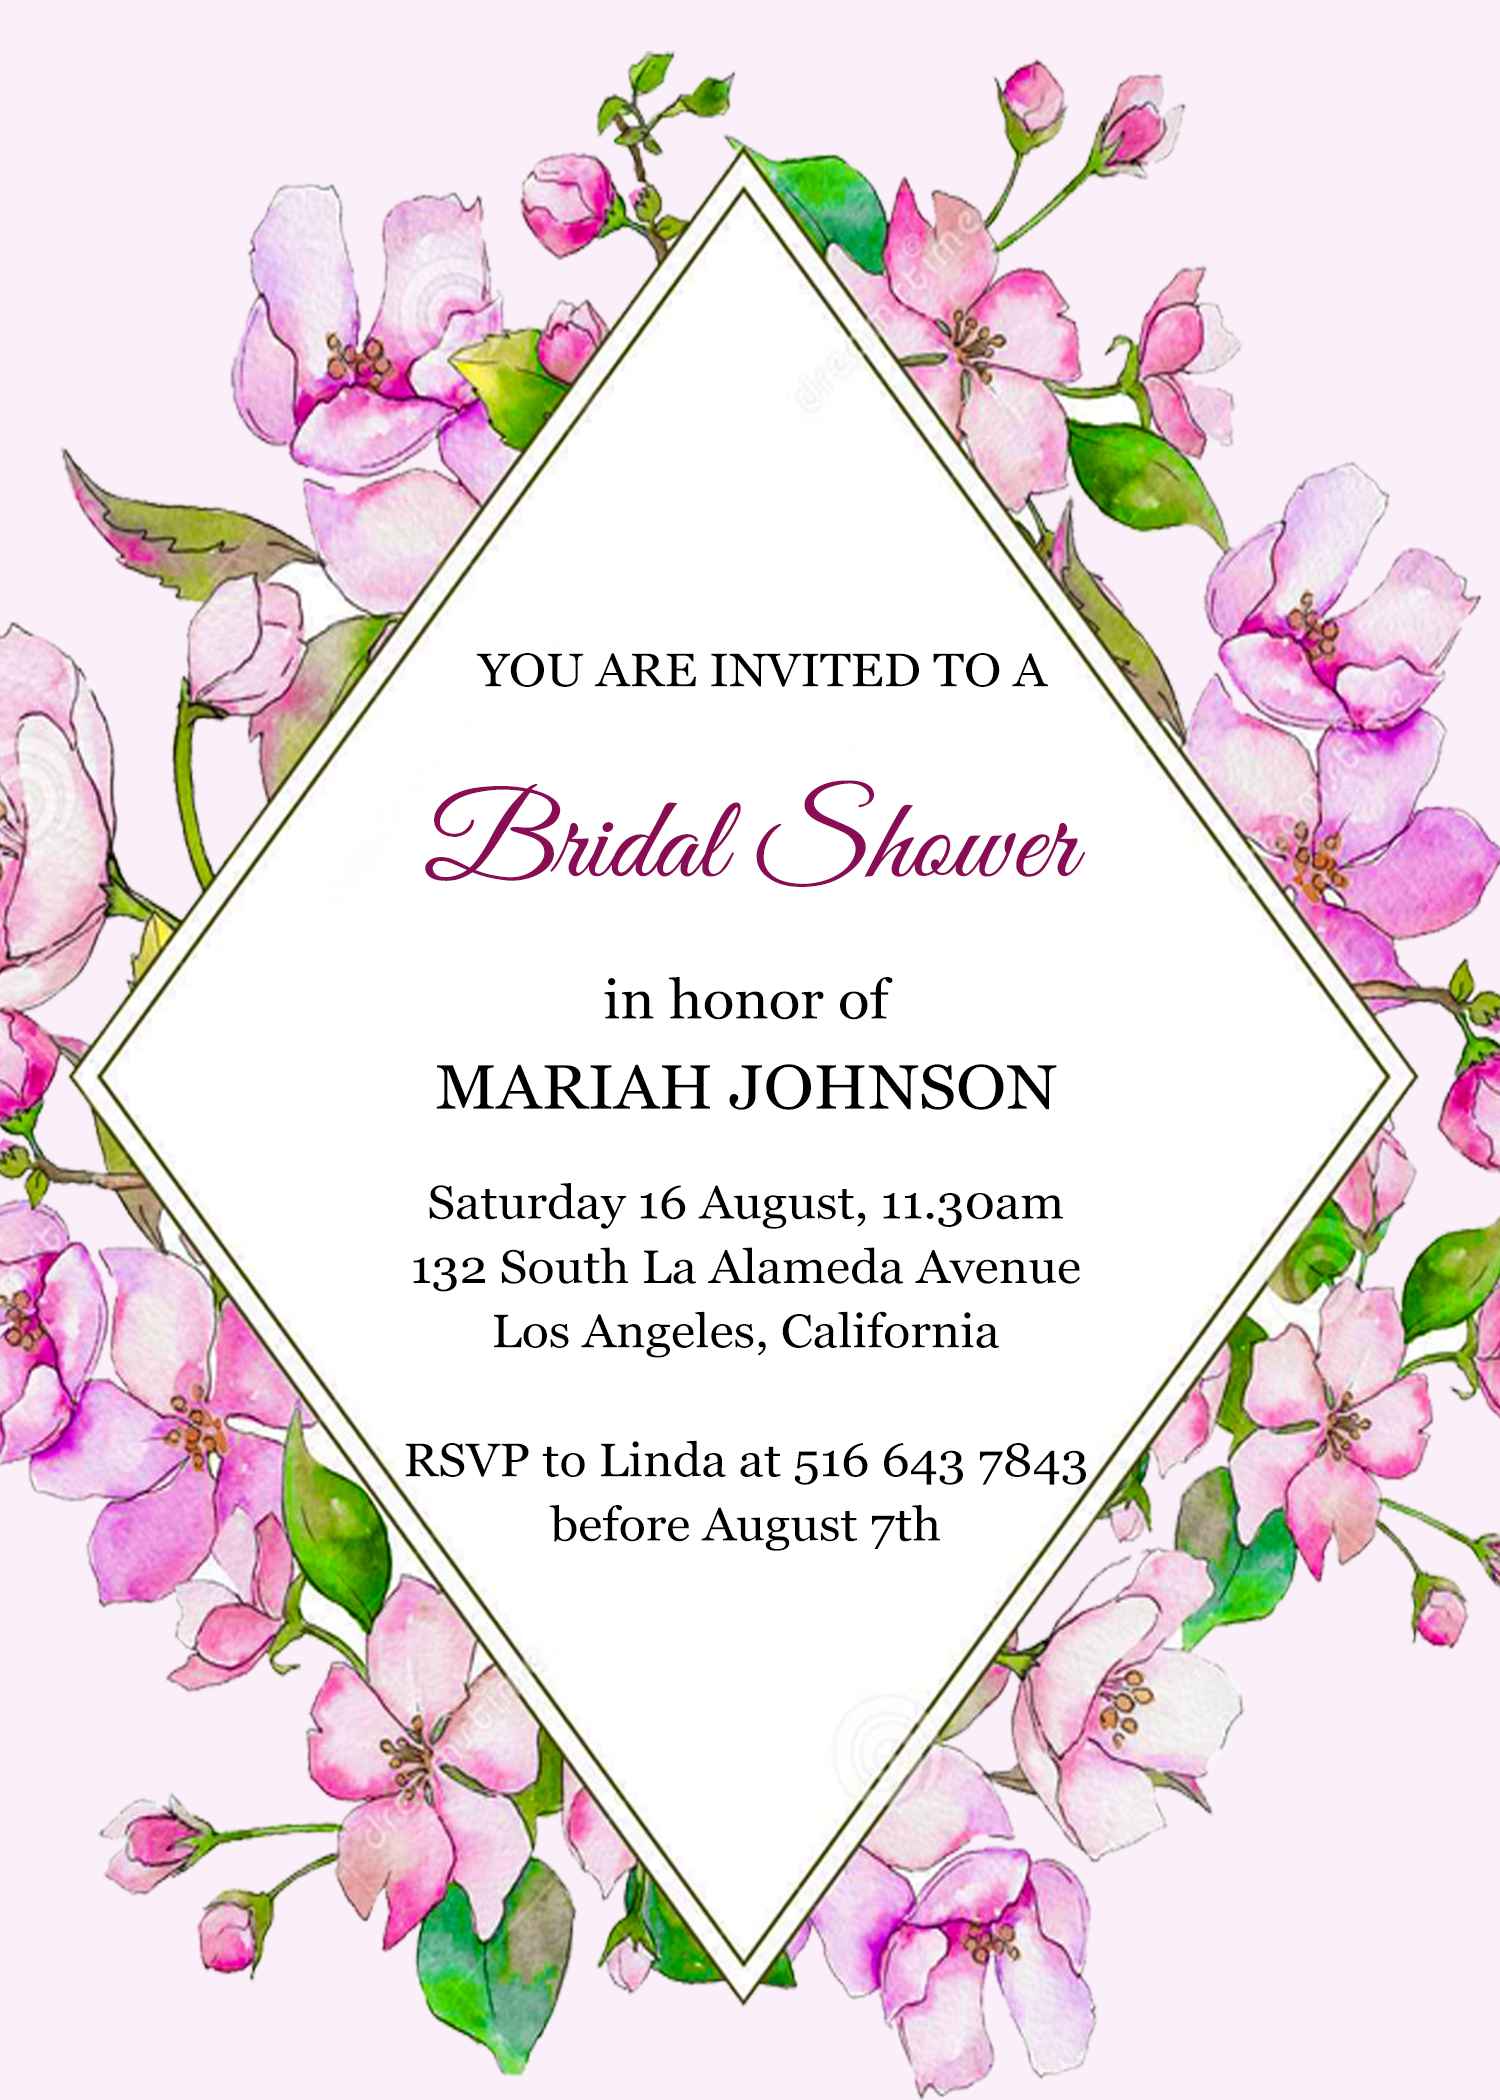 YOU ARE INVITED TO A
Bridal Shower
in honor of
MARIAH JOHNSON
Saturday 16 August, 11.30am
132 South La Alameda Avenue
Los Angeles, California
RSVP to Linda at 516 643 7843
before August 7th